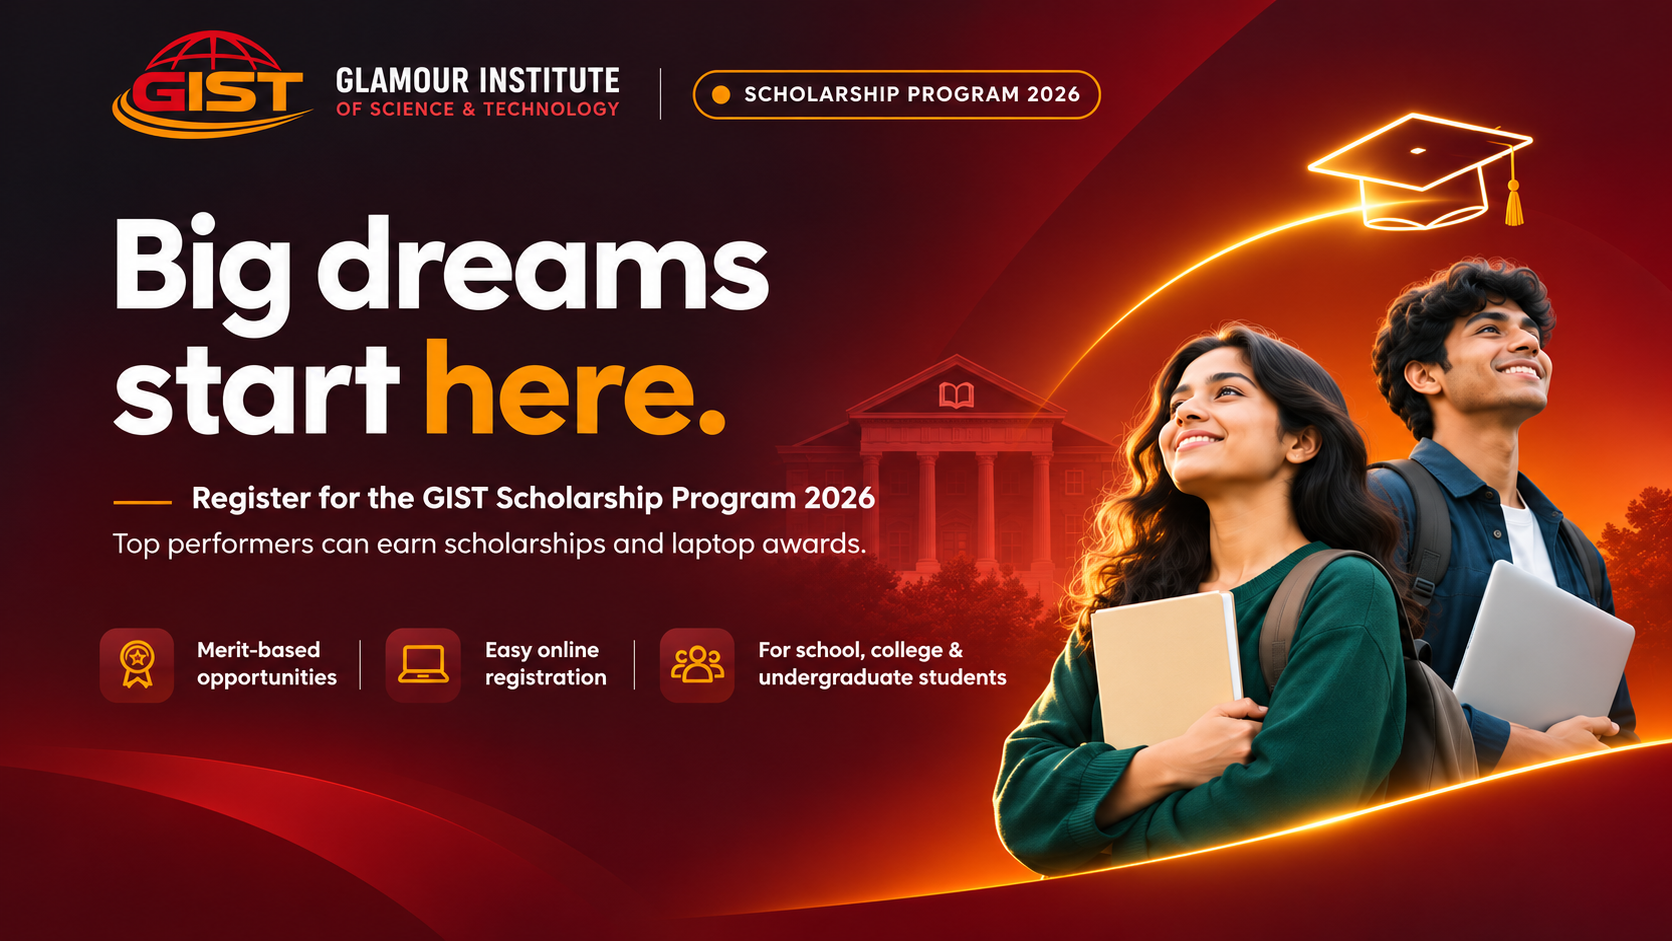 GIST
GLAMOUR INSTITUTE
OF SCIENCE & TECHNOLOGY
SCHOLARSHIP PROGRAM 2026
Big dreams
start here.
Register for the GIST Scholarship Program 2026
Top performers can earn scholarships and laptop awards.
Merit-based
opportunities
Easy online
registration
For school, college &
undergraduate students